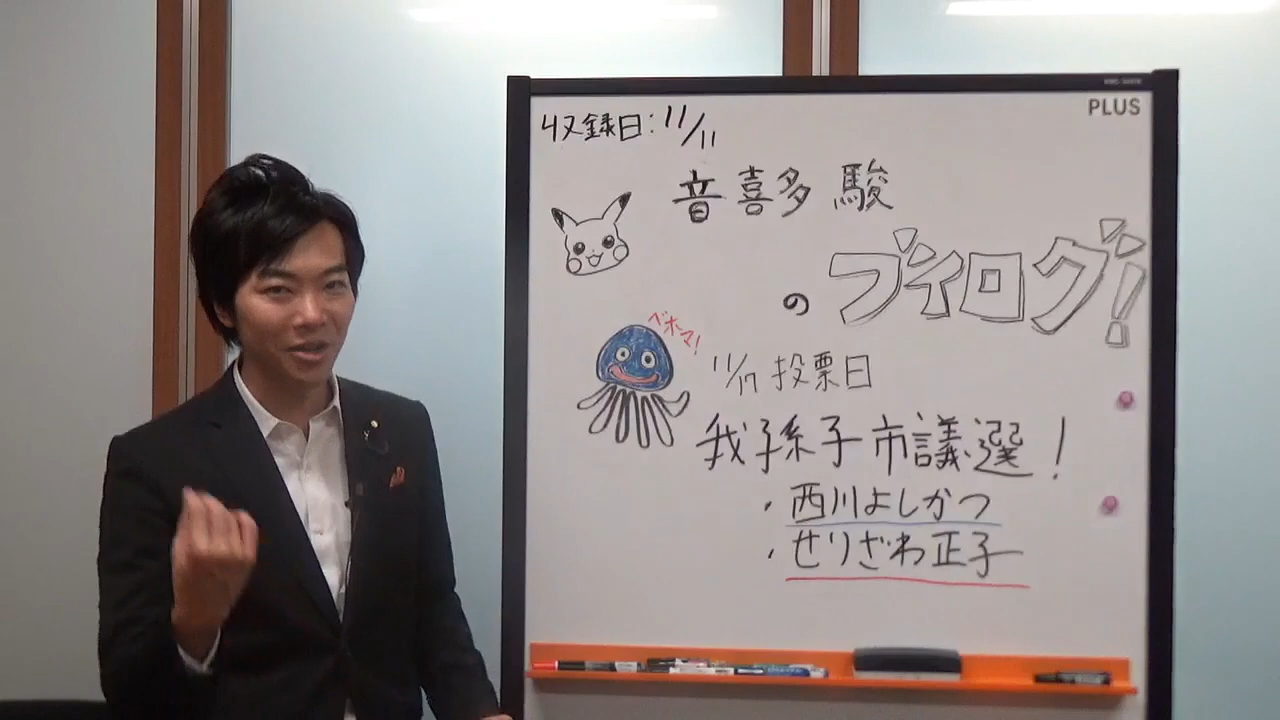 PLUS
収録日:11/11
音喜多 駿
の ブイログ!
ベホマ!
11/17 投票日
我孫子市議選!
・西川よしかつ
・せりざわ正子